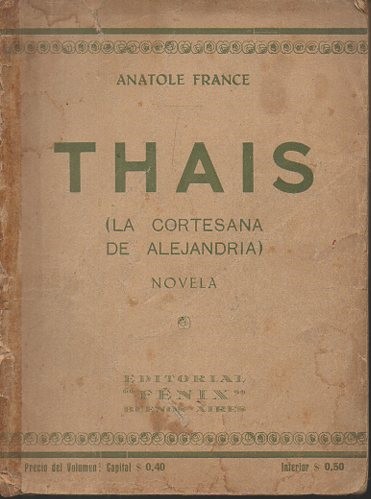 ANATOLE FRANCE
THAIS
(LA CORTESANA
DE ALEJANDRIA)
NOVELA
EDITORIAL
"FÉNIX"
BUENOS AIRES
Precio del Volumen: Capital $ 0,40 Interior $ 0,50